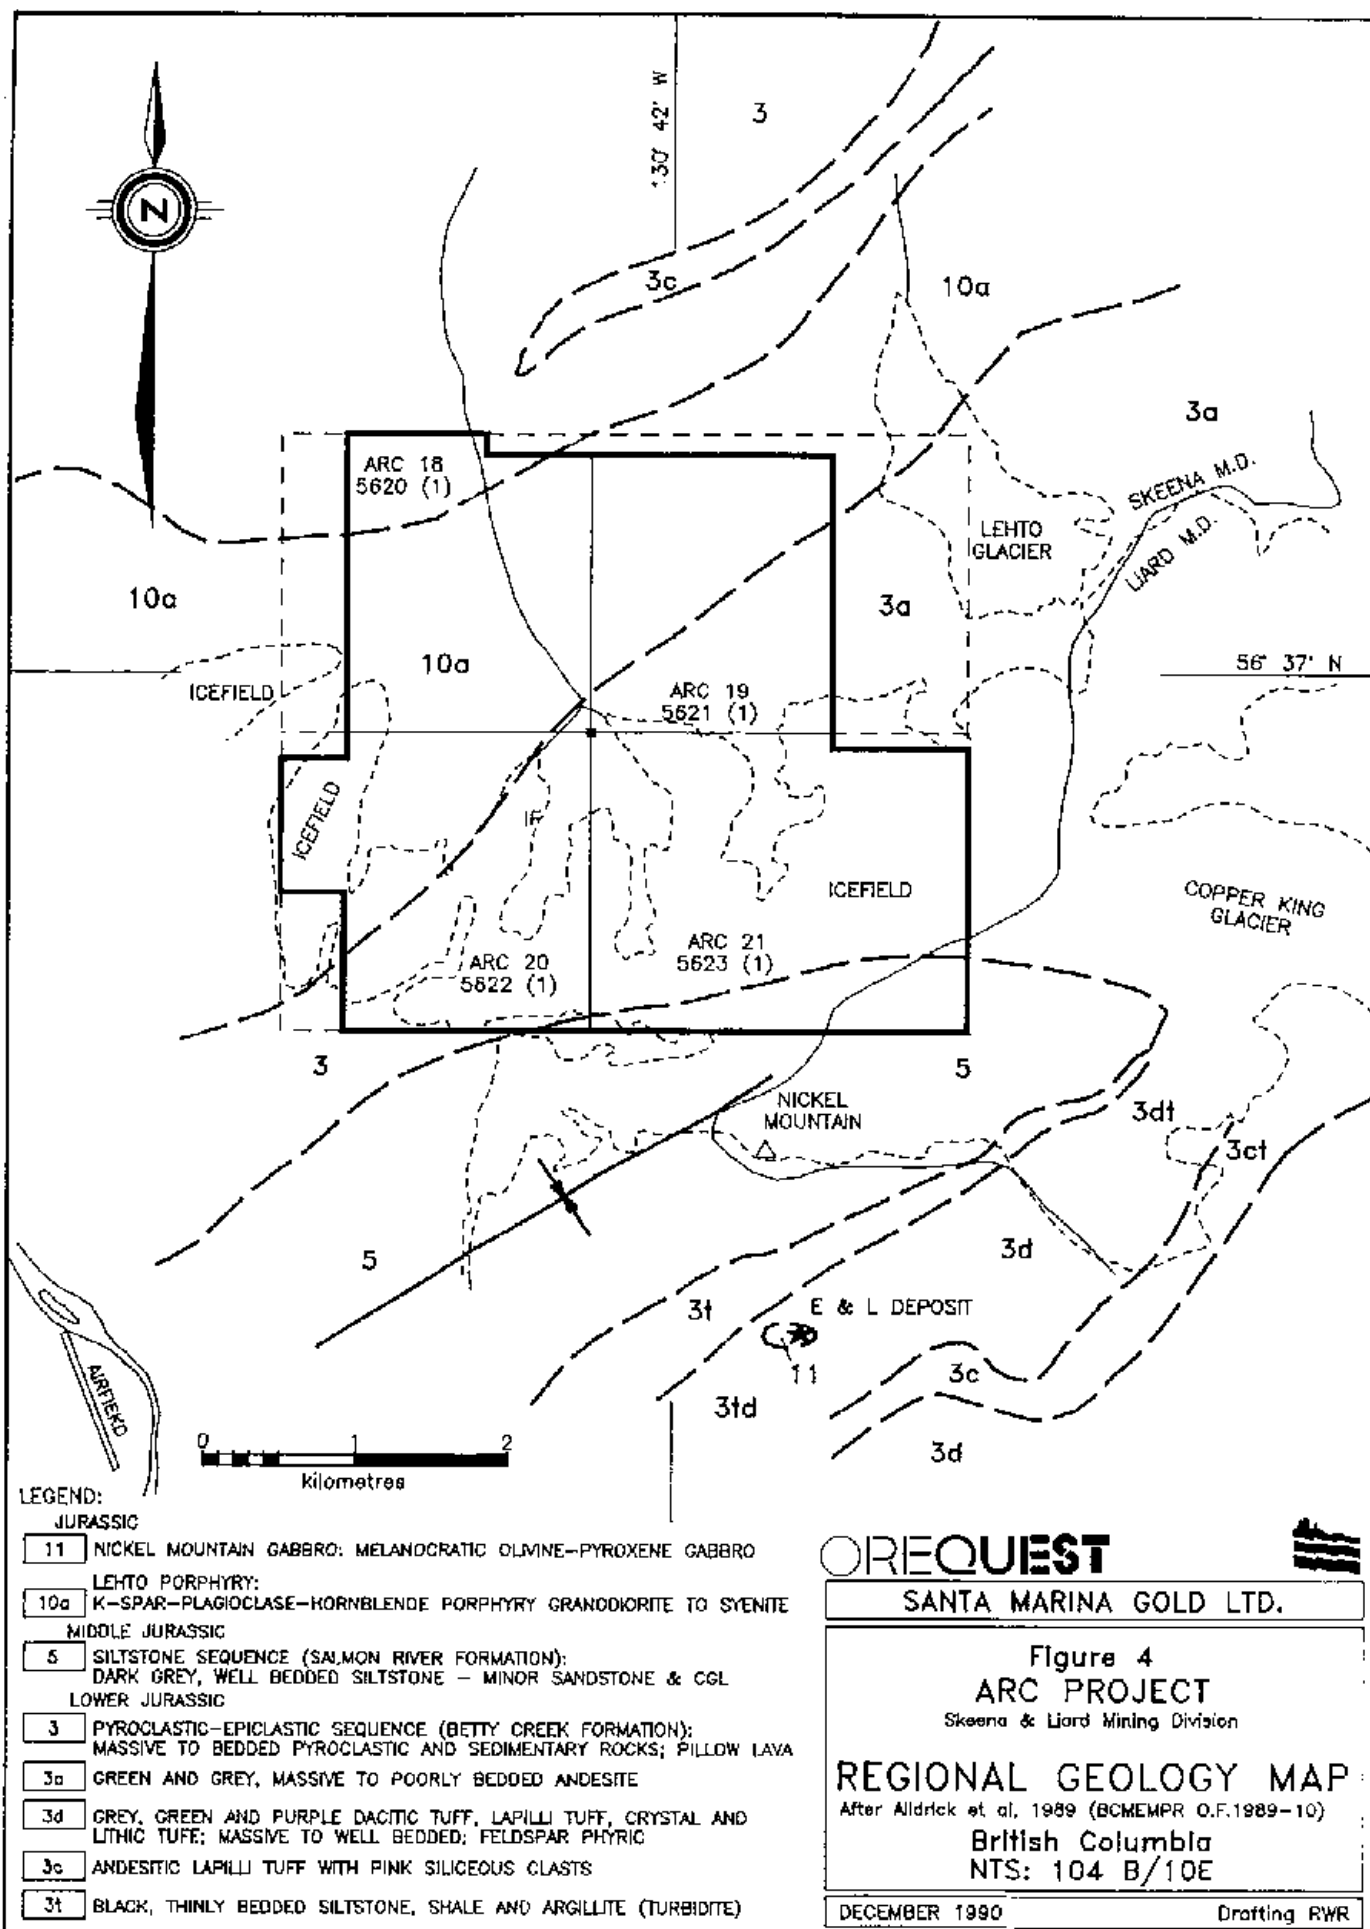 3
130° 42' W
N
3c
10a
3a
ARC 18
5620 (1)
SKEENA M.D.
LEHTO
GLACIER
LIARD M.D.
10a
3a
10a
56° 37' N
ICEFIELD
ARC 19
5621 (1)
ICEFIELD
IF
ICEFIELD
COPPER KING
GLACIER
ARC 21
5623 (1)
ARC 20
5622 (1)
3
5
NICKEL
MOUNTAIN
3dt
3ct
5
3d
3t
E & L DEPOSIT
11
3c
3td
3d
AIRFIELD
0 1 2
kilometres
LEGEND:
JURASSIC
11 NICKEL MOUNTAIN GABBRO: MELANOCRATIC OLIVINE-PYROXENE GABBRO
LEHTO PORPHYRY:
10a K-SPAR-PLAGIOCLASE-HORNBLENDE PORPHYRY GRANODIORITE TO SYENITE
MIDDLE JURASSIC
5 SILTSTONE SEQUENCE (SALMON RIVER FORMATION):
DARK GREY, WELL BEDDED SILTSTONE - MINOR SANDSTONE & CGL
LOWER JURASSIC
3 PYROCLASTIC-EPICLASTIC SEQUENCE (BETTY CREEK FORMATION):
MASSIVE TO BEDDED PYROCLASTIC AND SEDIMENTARY ROCKS; PILLOW LAVA
3a GREEN AND GREY, MASSIVE TO POORLY BEDDED ANDESITE
3d GREY, GREEN AND PURPLE DACITIC TUFF, LAPILLI TUFF, CRYSTAL AND
LITHIC TUFF; MASSIVE TO WELL BEDDED; FELDSPAR PHYRIC
3c ANDESITIC LAPILLI TUFF WITH PINK SILICEOUS CLASTS
3t BLACK, THINLY BEDDED SILTSTONE, SHALE AND ARGILLITE (TURBIDITE)
OREQUEST
SANTA MARINA GOLD LTD.
Figure 4
ARC PROJECT
Skeena & Liard Mining Division
REGIONAL GEOLOGY MAP
After Alldrick et al, 1989 (BCMEMPR O.F.1989-10)
British Columbia
NTS: 104 B/10E
DECEMBER 1990
Drafting RWR